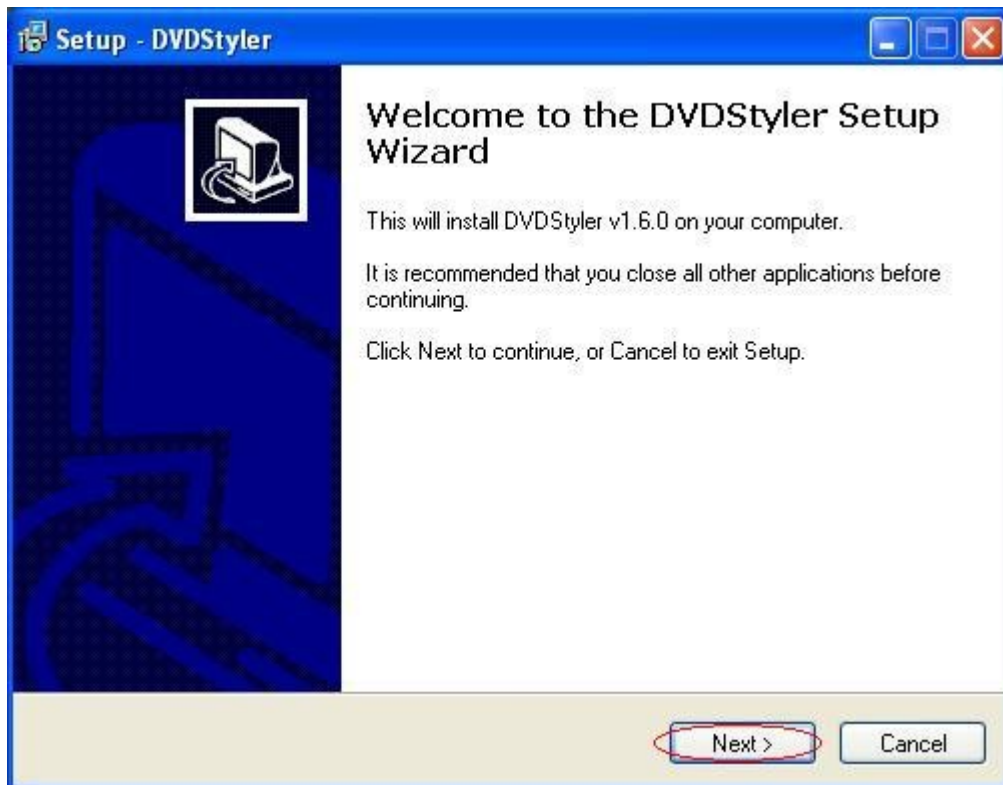 Setup - DVDStyler
Welcome to the DVDStyler Setup
Wizard
This will install DVDStyler v1.6.0 on your computer.
It is recommended that you close all other applications before
continuing.
Click Next to continue, or Cancel to exit Setup.
Next >
Cancel